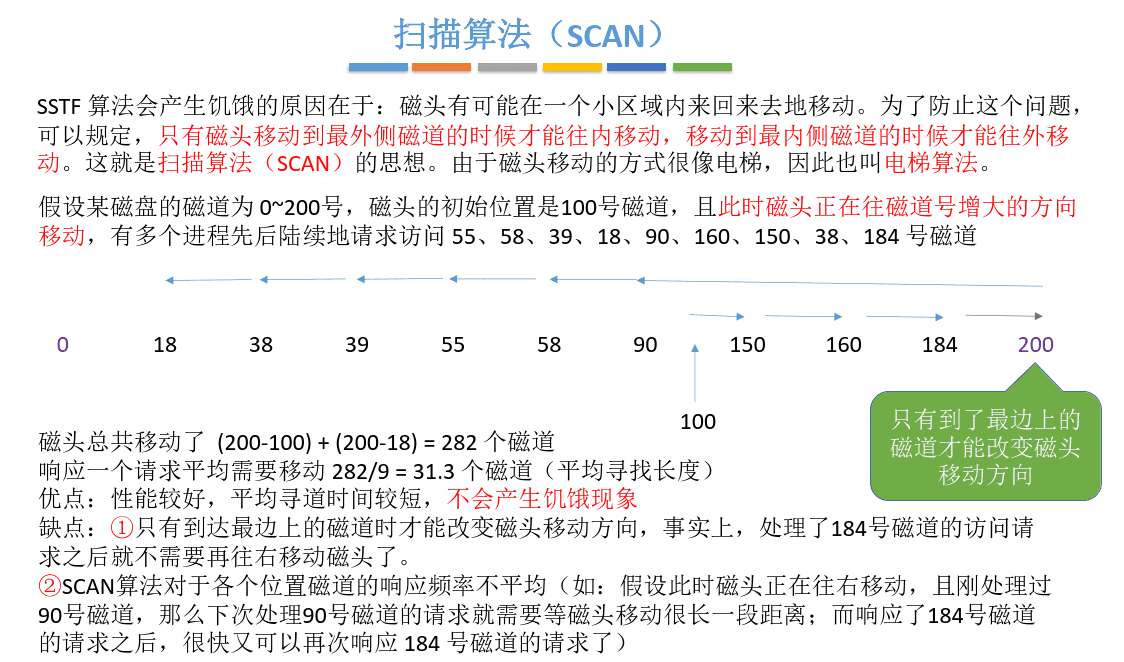 扫描算法（SCAN）
SSTF 算法会产生饥饿的原因在于：磁头有可能在一个小区域内来回来去地移动。为了防止这个问题，
可以规定，只有磁头移动到最外侧磁道的时候才能往内移动，移动到最内侧磁道的时候才能往外移
动。这就是扫描算法（SCAN）的思想。由于磁头移动的方式很像电梯，因此也叫电梯算法。
假设某磁盘的磁道为 0~200号，磁头的初始位置是100号磁道，且此时磁头正在往磁道号增大的方向
移动，有多个进程先后陆续地请求访问 55、58、39、18、90、160、150、38、184 号磁道
0 18 38 39 55 58 90 150 160 184 200
100
只有到了最边上的
磁道才能改变磁头
移动方向
磁头总共移动了 (200-100) + (200-18) = 282 个磁道
响应一个请求平均需要移动 282/9 = 31.3 个磁道（平均寻找长度）
优点：性能较好，平均寻道时间较短，不会产生饥饿现象
缺点：①只有到达最边上的磁道时才能改变磁头移动方向，事实上，处理了184号磁道的访问请
求之后就不需要再往右移动磁头了。
②SCAN算法对于各个位置磁道的响应频率不平均（如：假设此时磁头正在往右移动，且刚处理过
90号磁道，那么下次处理90号磁道的请求就需要等磁头移动很长一段距离；而响应了184号磁道
的请求之后，很快又可以再次响应 184 号磁道的请求了）